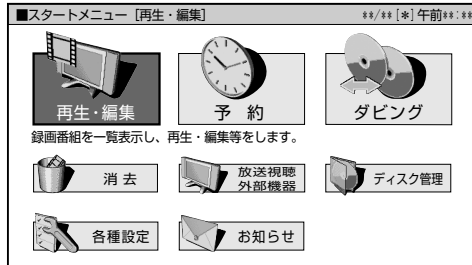 ■スタートメニュー［再生・編集］ **/**[*]午前**:**
再生・編集 予 約 ダビング
録画番組を一覧表示し、再生・編集等をします。
消 去 放送視聴 ディスク管理
外部機器
各種設定 お知らせ